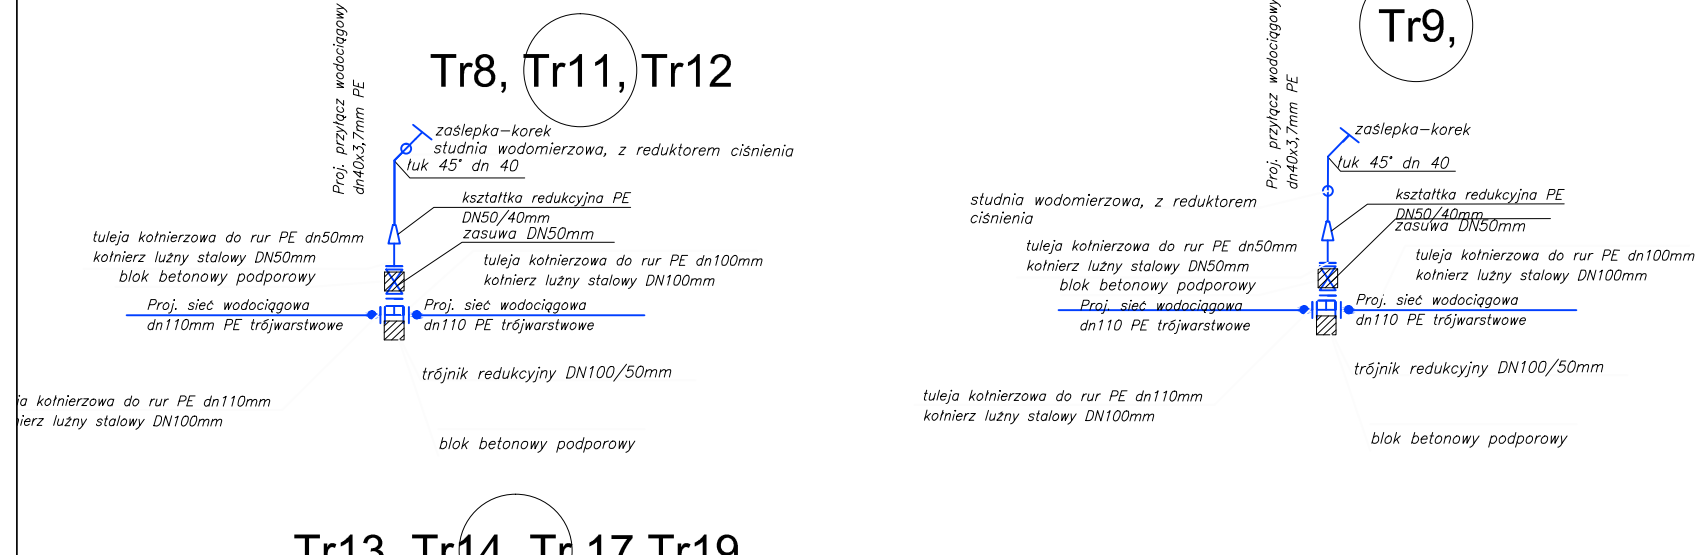 Proj. przyłącz wodociągowy
dn40x3,7mm PE
Tr8, Tr11, Tr12
zaślepka-korek
studnia wodomierzowa, z reduktorem ciśnienia
łuk 45° dn 40
kształtka redukcyjna PE
DN50/40mm
zasuwa DN50mm
tuleja kołnierzowa do rur PE dn50mm
kołnierz luźny stalowy DN50mm
blok betonowy podporowy
tuleja kołnierzowa do rur PE dn100mm
kołnierz luźny stalowy DN100mm
Proj. sieć wodociągowa
dn110mm PE trójwarstwowe
Proj. sieć wodociągowa
dn110 PE trójwarstwowe
trójnik redukcyjny DN100/50mm
ja kołnierzowa do rur PE dn110mm
nierz luźny stalowy DN100mm
blok betonowy podporowy
Tr13, Tr14, Tr 17,Tr19
Proj. przyłącz wodociągowy
dn40x3,7mm PE
Tr9,
zaślepka-korek
łuk 45° dn 40
studnia wodomierzowa, z reduktorem
ciśnienia
kształtka redukcyjna PE
DN50/40mm
zasuwa DN50mm
tuleja kołnierzowa do rur PE dn50mm
kołnierz luźny stalowy DN50mm
blok betonowy podporowy
tuleja kołnierzowa do rur PE dn100mm
kołnierz luźny stalowy DN100mm
Proj. sieć wodociągowa
dn110 PE trójwarstwowe
Proj. sieć wodociągowa
dn110 PE trójwarstwowe
trójnik redukcyjny DN100/50mm
tuleja kołnierzowa do rur PE dn110mm
kołnierz luźny stalowy DN100mm
blok betonowy podporowy